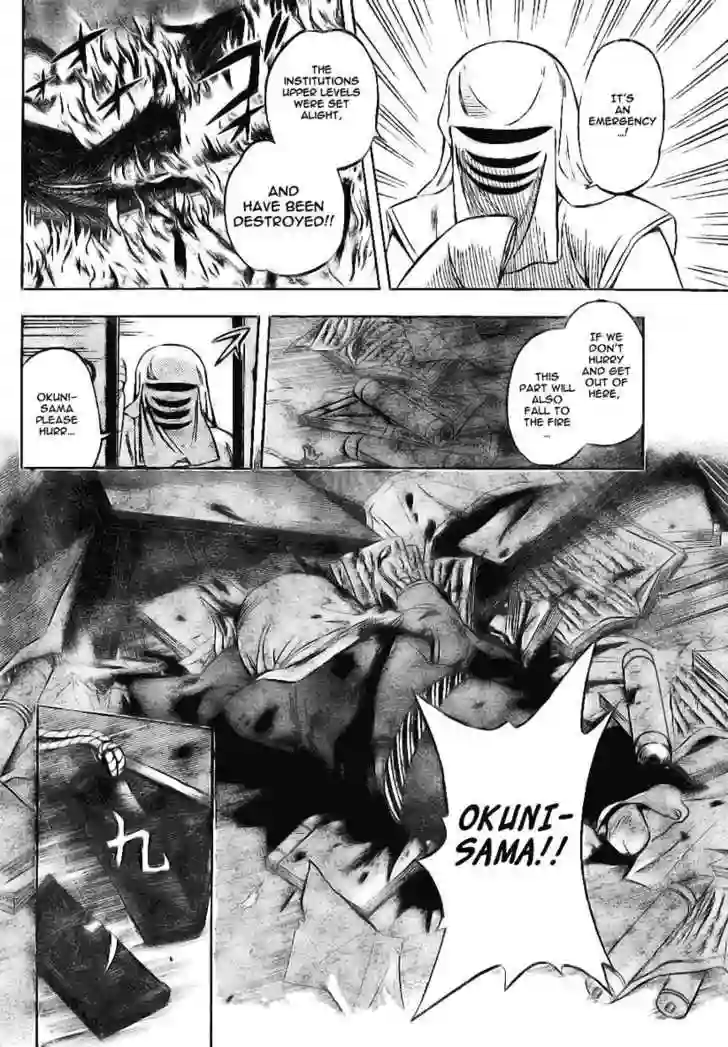 IT'S
AN
EMERGENCY
...!
THE
INSTITUTIONS
UPPER LEVELS
WERE SET
ALIGHT,
AND
HAVE BEEN
DESTROYED!!
IF WE
DON'T
HURRY AND
GET
OUT OF
HERE,
THIS
PART WILL
ALSO
FALL TO
THE FIRE
...
OKUNI-
SAMA
PLEASE
HURR...
OKUNI-
SAMA!!
九